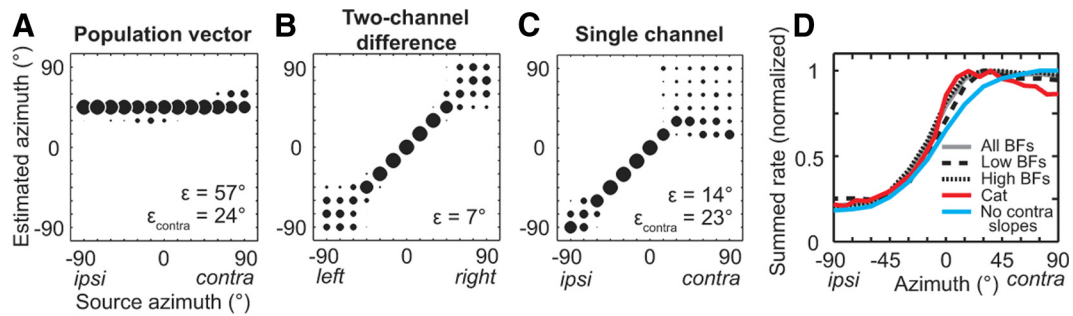 A
Population vector
Estimated azimuth (°)
90
0
-90
ε = 57°
ε contra = 24°
-90
0
90
ipsi
contra
Source azimuth (°)
B
Two-channel
difference
90
0
-90
ε = 7°
-90
0
90
left
right
C
Single channel
90
0
-90
ε = 14°
ε contra = 23°
-90
0
90
ipsi
contra
D
Summed rate (normalized)
1
0.5
0
All BFs
Low BFs
High BFs
Cat
No contra
slopes
-90
-45
0
45
90
ipsi
Azimuth (°)
contra